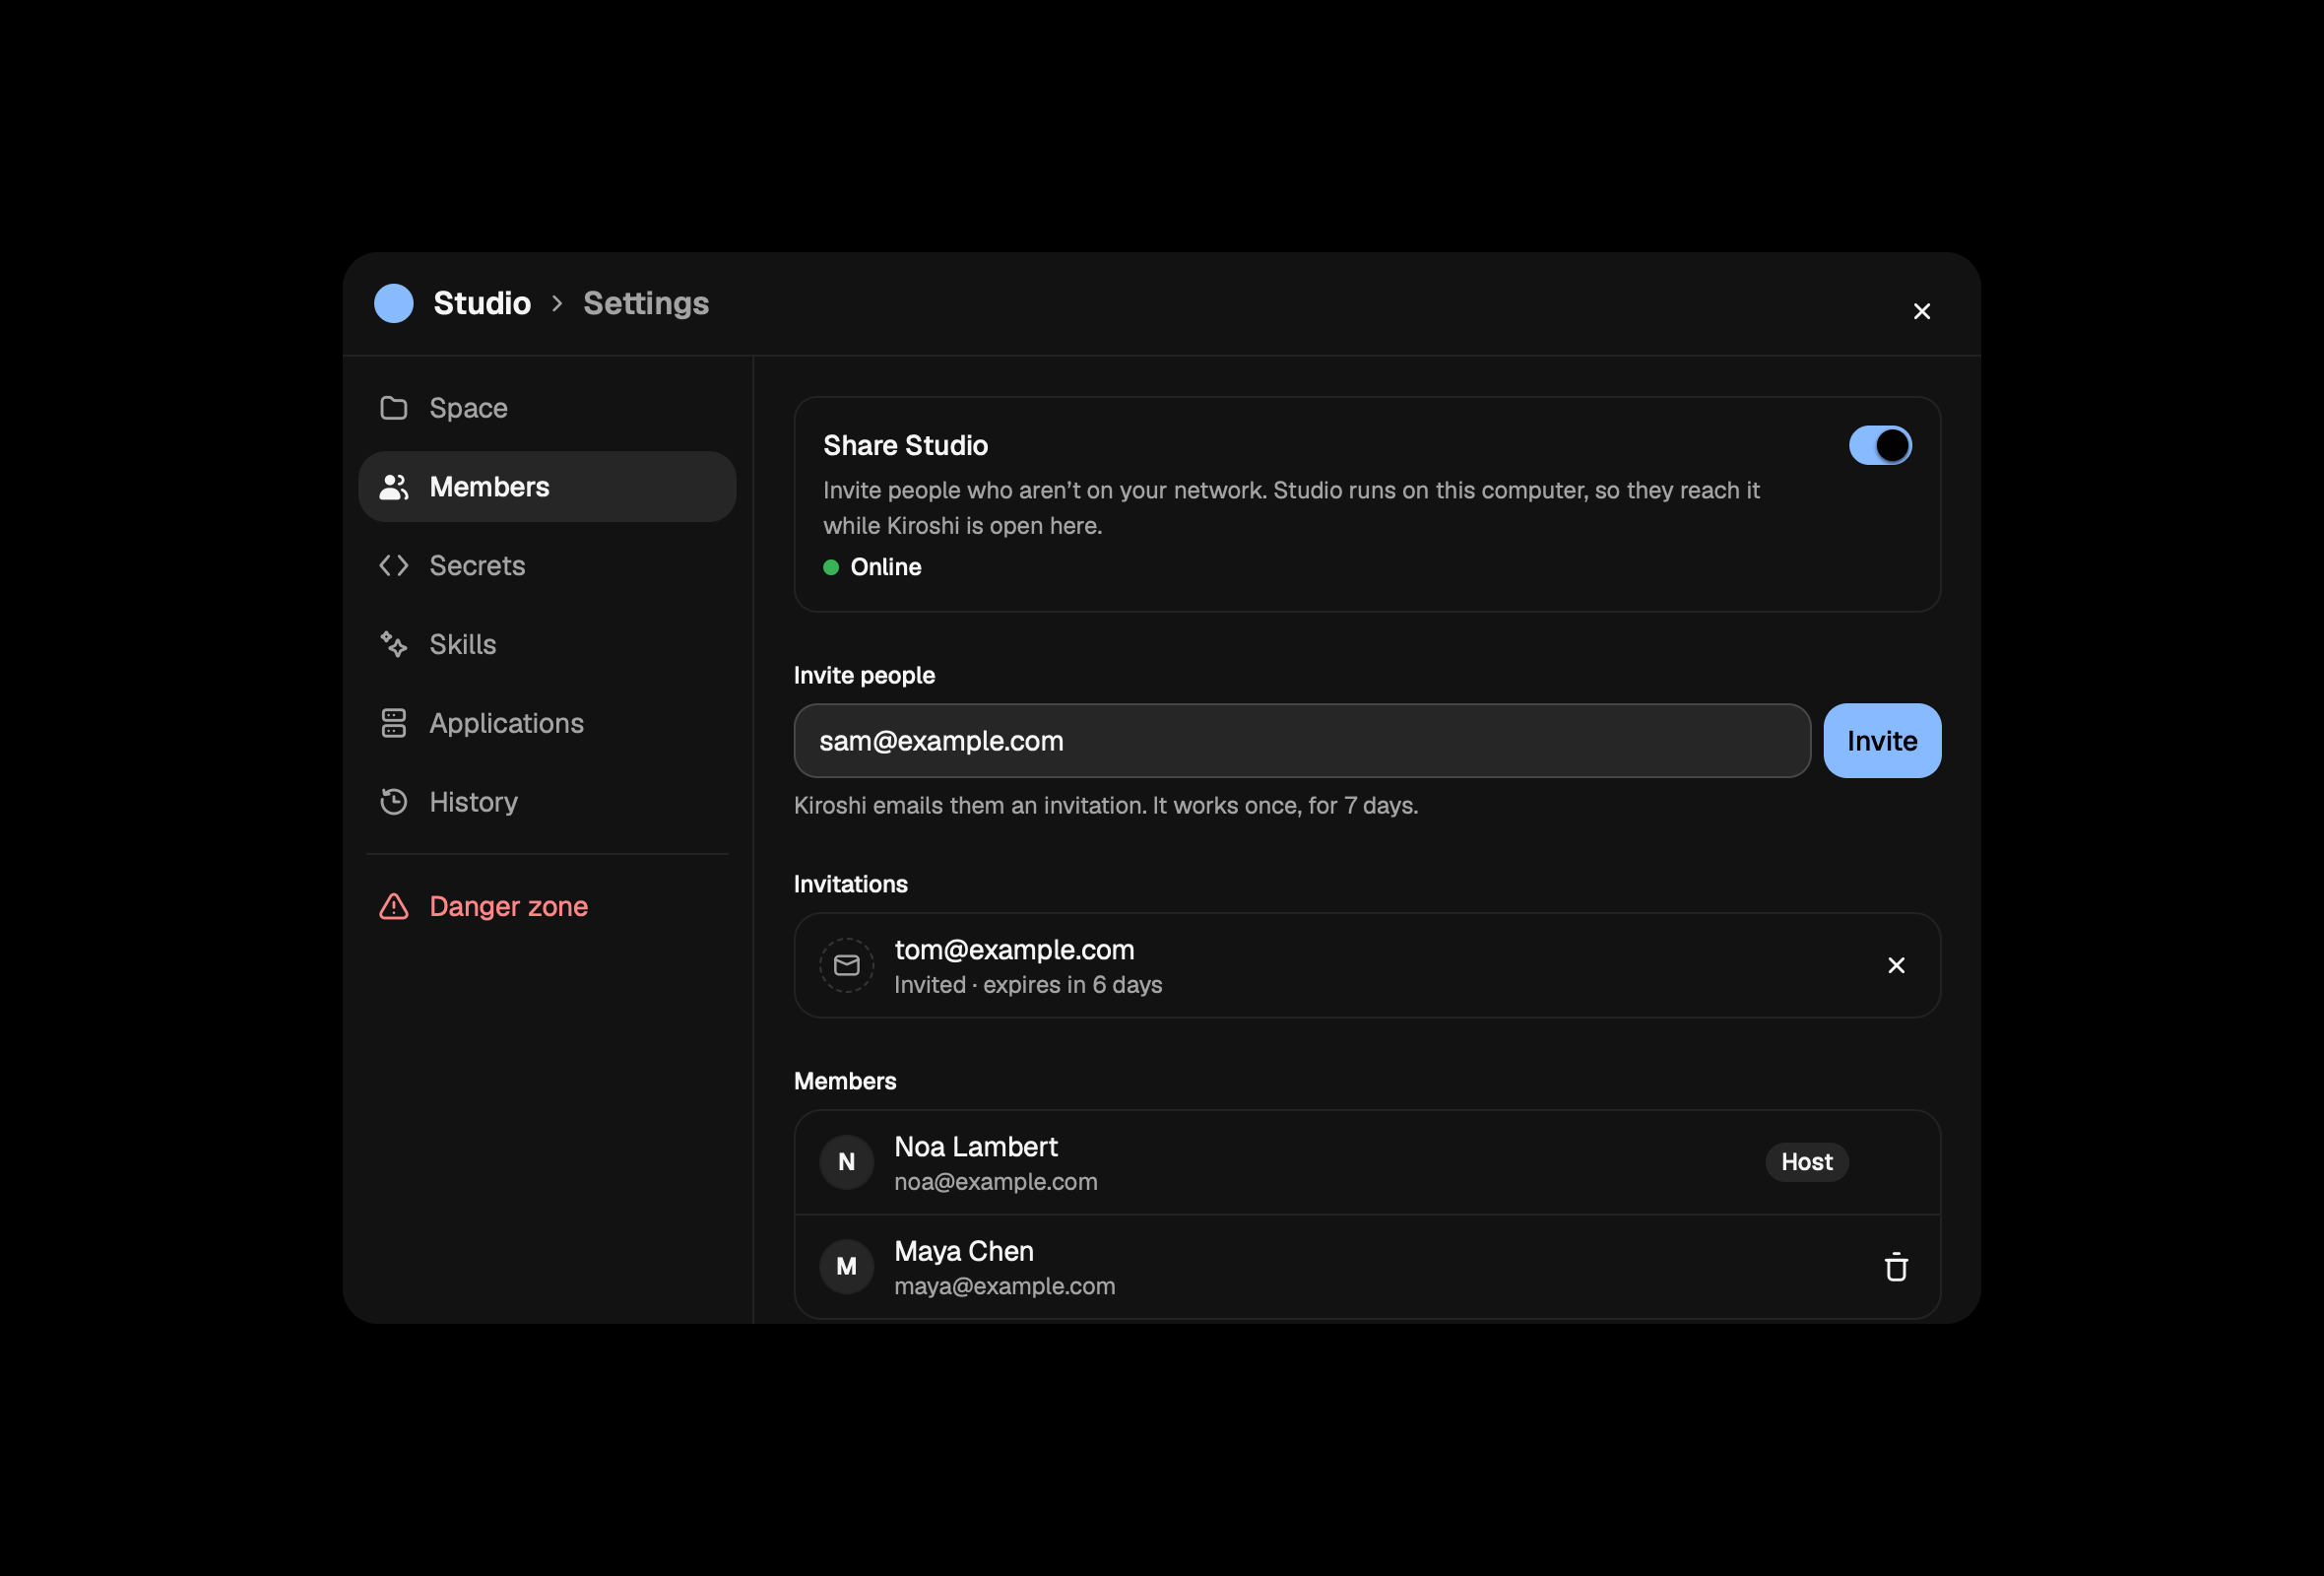 Studio > Settings
Space
Members
Secrets
Skills
Applications
History
Danger zone
Share Studio
Invite people who aren’t on your network. Studio runs on this computer, so they reach it
while Kiroshi is open here.
Online
Invite people
sam@example.com
Invite
Kiroshi emails them an invitation. It works once, for 7 days.
Invitations
tom@example.com
Invited · expires in 6 days
Members
N
Noa Lambert
noa@example.com
Host
M
Maya Chen
maya@example.com